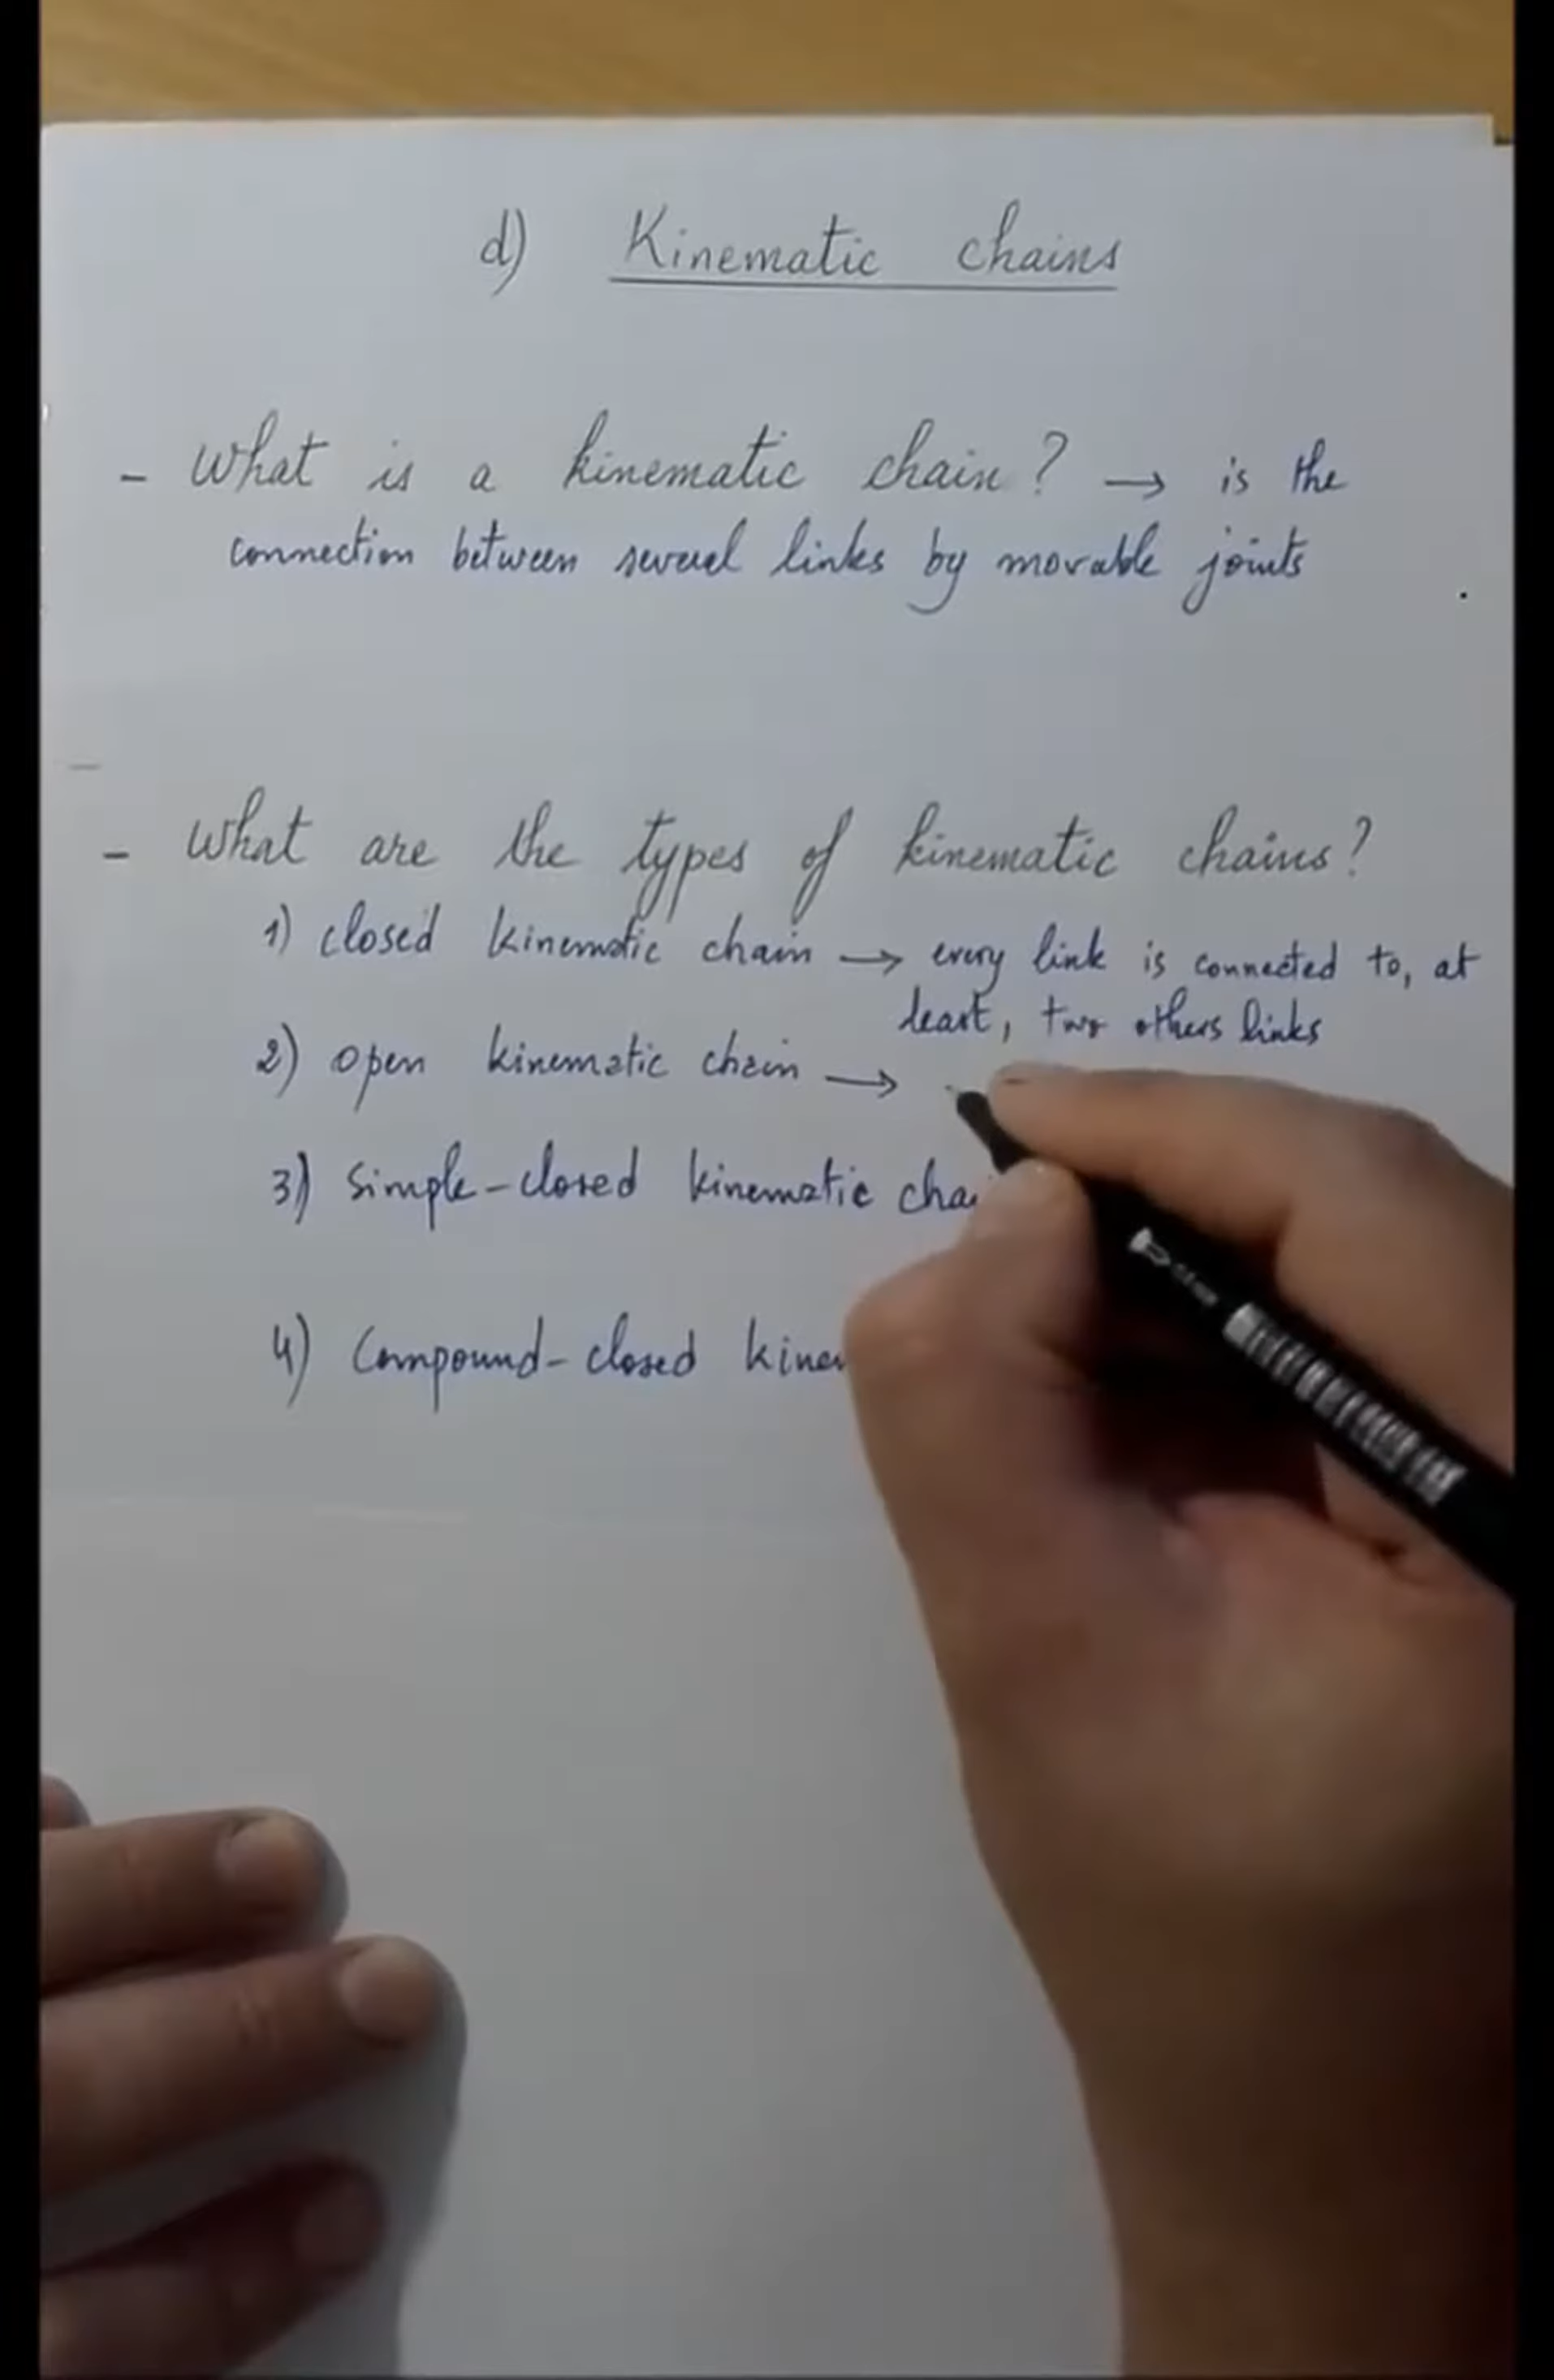 d) Kinematic chains
- What is a kinematic chain? → is the
connection between several links by movable joints
- What are the types of kinematic chains?
1) closed kinematic chain → every link is connected to, at
least, two others links
2) open kinematic chain →
3) Simple-closed kinematic
4) Compound-closed